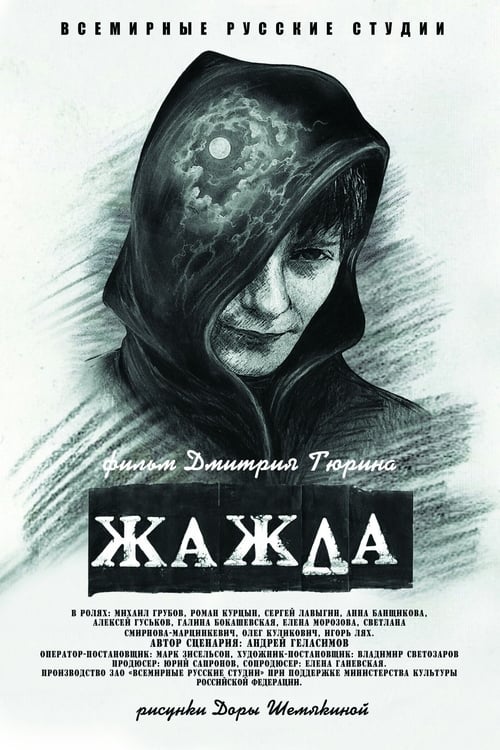 ВСЕМИРНЫЕ РУССКИЕ СТУДИИ
фильм Дмитрия Тюрина
ЖАЖДА
В РОЛЯХ: МИХАИЛ ГРУБОВ, РОМАН КУРЦЫН, СЕРГЕЙ ЛАВЫГИН, АННА БАНЩИКОВА,
АЛЕКСЕЙ ГУСЬКОВ, ГАЛИНА БОКАШЕВСКАЯ, ЕЛЕНА МОРОЗОВА, СВЕТЛАНА
СМИРНОВА-МАРЦИНКЕВИЧ, ОЛЕГ КУЛИКОВИЧ, ИГОРЬ ЛЯХ.
АВТОР СЦЕНАРИЯ: АНДРЕЙ ГЕЛАСИМОВ
ОПЕРАТОР-ПОСТАНОВЩИК: МАРК ЗИСЕЛЬСОН, ХУДОЖНИК-ПОСТАНОВЩИК: ВЛАДИМИР СВЕТОЗАРОВ
ПРОДЮСЕР: ЮРИЙ САПРОНОВ, СОПРОДЮСЕР: ЕЛЕНА ГАНЕВСКАЯ.
ПРОИЗВОДСТВО ЗАО «ВСЕМИРНЫЕ РУССКИЕ СТУДИИ» ПРИ ПОДДЕРЖКЕ МИНИСТЕРСТВА КУЛЬТУРЫ
РОССИЙСКОЙ ФЕДЕРАЦИИ.
рисунки Доры Шемякиной